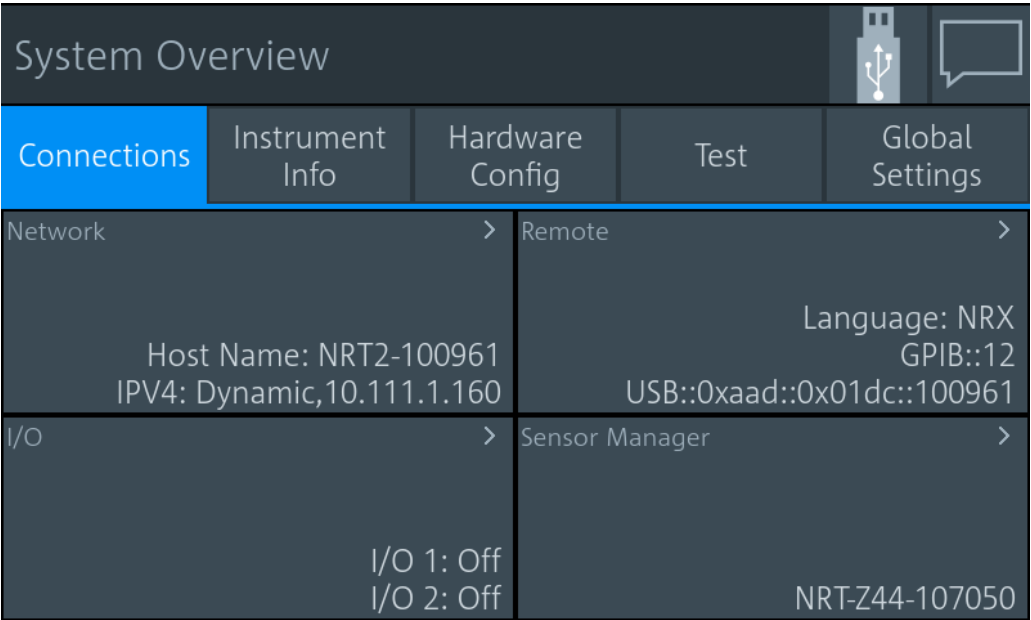 System Overview
Connections
Instrument
Info
Hardware
Config
Test
Global
Settings
Network >
Host Name: NRT2-100961
IPV4: Dynamic,10.111.1.160
Remote >
Language: NRX
GPIB::12
USB::0xaad::0x01dc::100961
I/O >
I/O 1: Off
I/O 2: Off
Sensor Manager >
NRT-Z44-107050